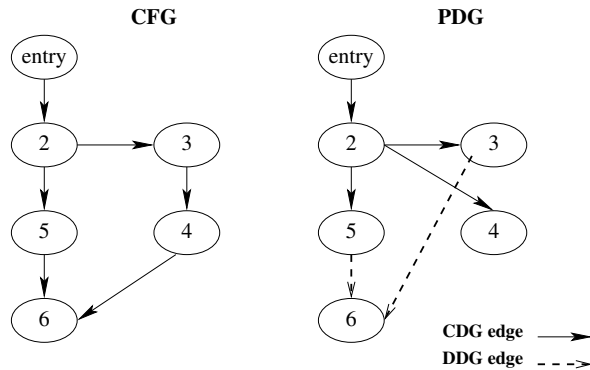 CFG PDG
entry entry
2 3 2 3
5 4 5 4
6 6
CDG edge
DDG edge